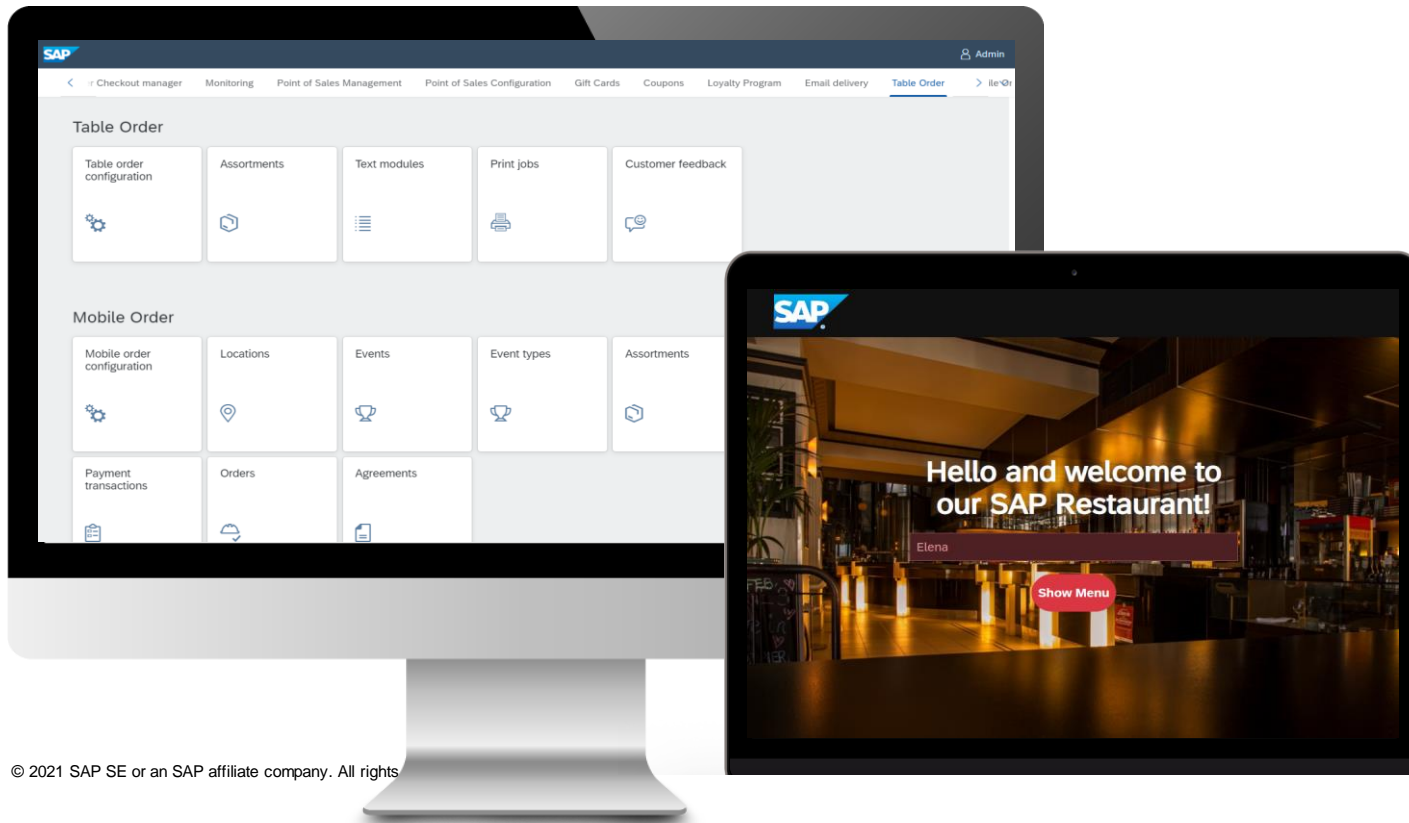 SAP
Admin
r Checkout manager Monitoring Point of Sales Management Point of Sales Configuration Gift Cards Coupons Loyalty Program Email delivery Table Order
Table Order
Table order
configuration
Assortments
Text modules
Print jobs
Customer feedback
Mobile Order
Mobile order
configuration
Locations
Events
Event types
Assortments
Payment
transactions
Orders
Agreements
SAP
®
Hello and welcome to
our SAP Restaurant!
Elena
Show Menu
© 2021 SAP SE or an SAP affiliate company. All rights